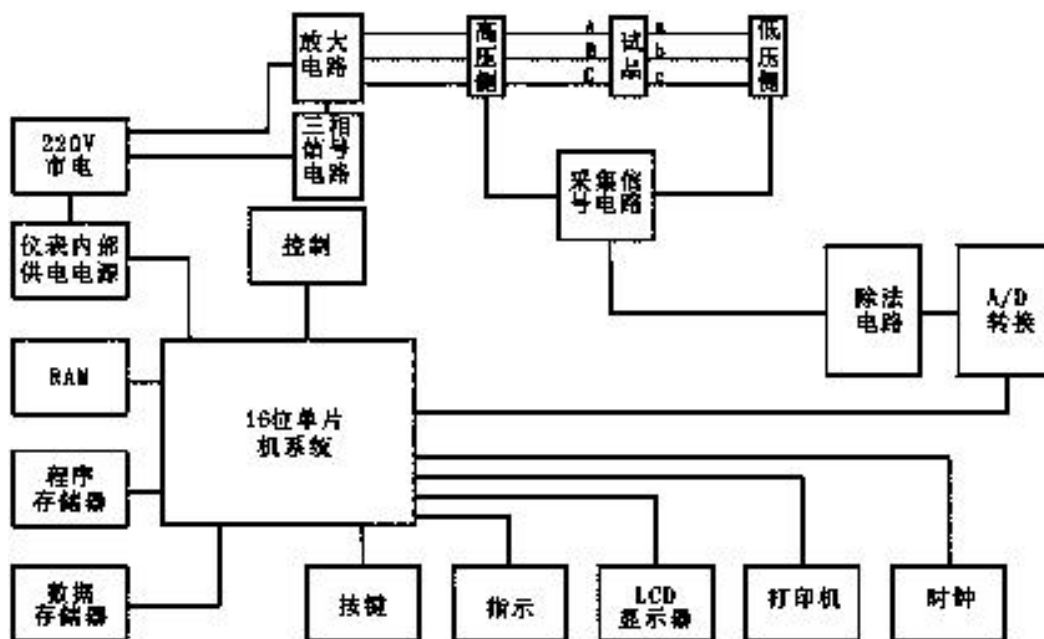 放大
电路
高
压
侧
A
B
C
试
品
a
b
c
低
压
侧
220V
市电
三相
信号
电路
采集信
号电路
仪表内部
供电电源
控制
除法
电路
A/D
转换
RAM
16位单片
机系统
程序
存储器
数据
存储器
按键
指示
LCD
显示器
打印机
时钟